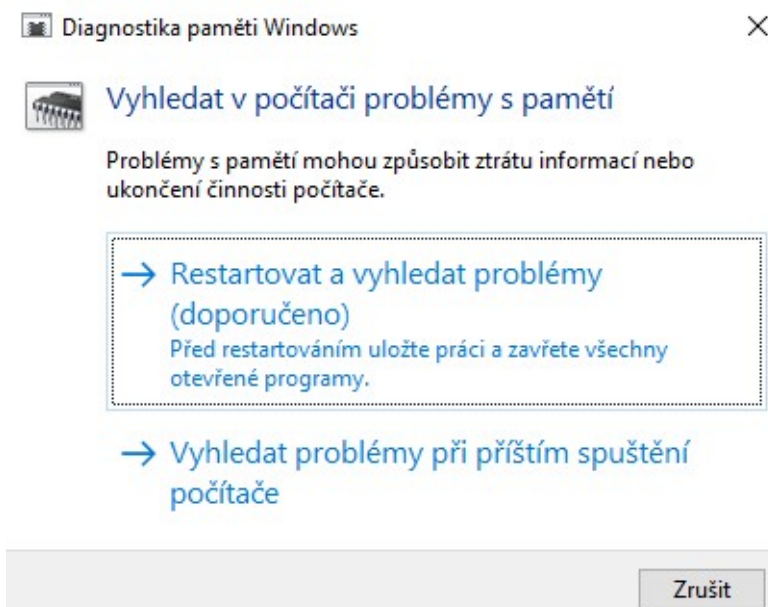 Diagnostika paměti Windows
Vyhledat v počítači problémy s pamětí
Problémy s pamětí mohou způsobit ztrátu informací nebo
ukončení činnosti počítače.
Restartovat a vyhledat problémy
(doporučeno)
Před restartováním uložte práci a zavřete všechny
otevřené programy.
Vyhledat problémy při příštím spuštění
počítače
Zrušit